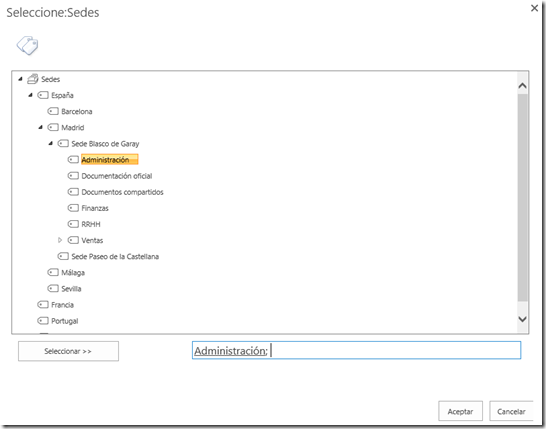 Seleccione:Sedes
Sedes
España
Barcelona
Madrid
Sede Blasco de Garay
Administración
Documentación oficial
Documentos compartidos
Finanzas
RRHH
Ventas
Sede Paseo de la Castellana
Málaga
Sevilla
Francia
Portugal
Seleccionar >>
Administración;
Aceptar
Cancelar